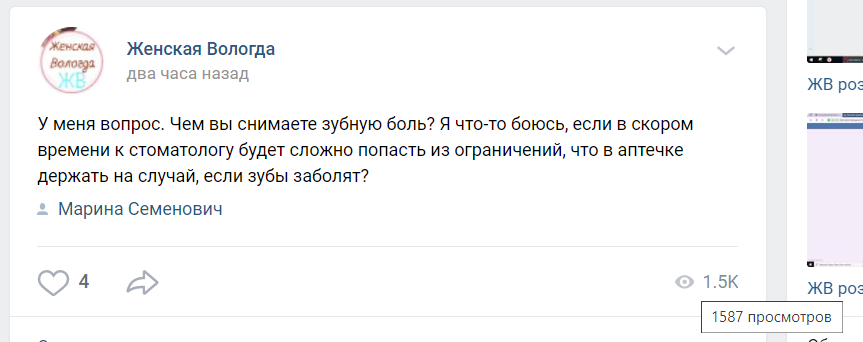 Женская
Вологда
ЖВ
Женская Вологда
два часа назад
У меня вопрос. Чем вы снимаете зубную боль? Я что-то боюсь, если в скором
времени к стоматологу будет сложно попасть из ограничений, что в аптечке
держать на случай, если зубы заболят?
Марина Семенович
4
1.5K
1587 просмотров
ЖВ роз
ЖВ роз